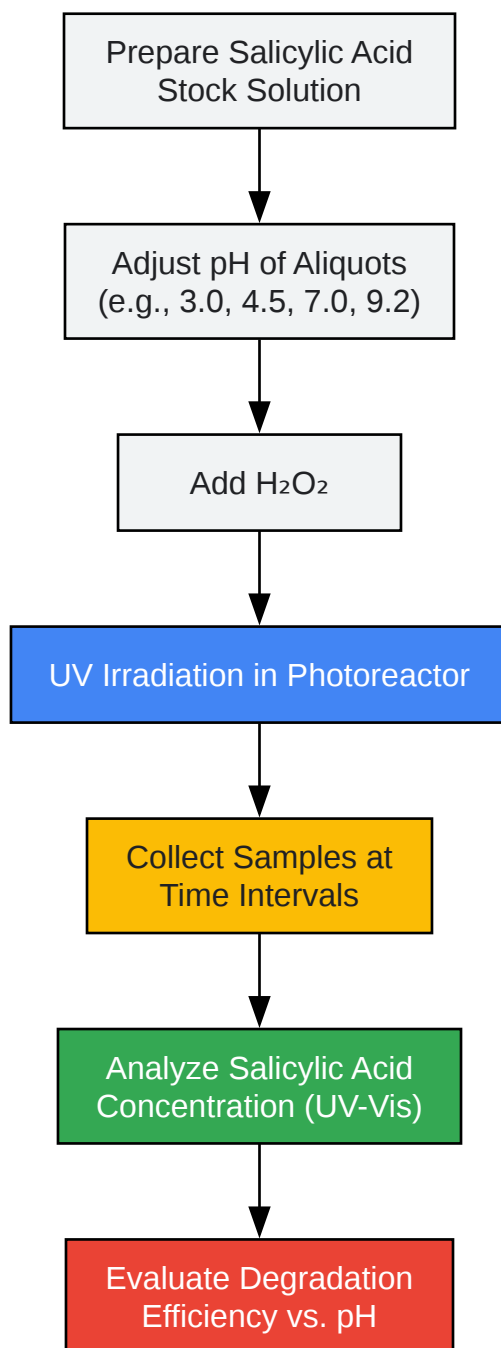 Prepare Salicylic Acid
Stock Solution
Adjust pH of Aliquots
(e.g., 3.0, 4.5, 7.0, 9.2)
Add H₂O₂
UV Irradiation in Photoreactor
Collect Samples at
Time Intervals
Analyze Salicylic Acid
Concentration (UV-Vis)
Evaluate Degradation
Efficiency vs. pH